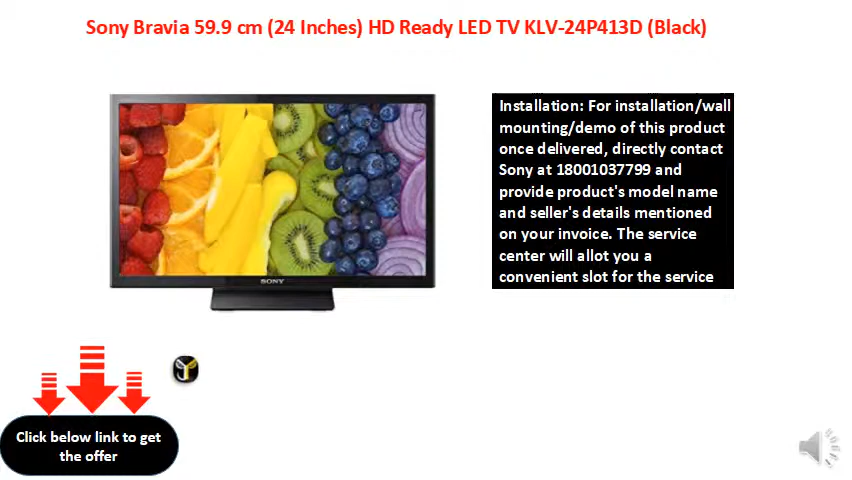 Sony Bravia 59.9 cm (24 Inches) HD Ready LED TV KLV-24P413D (Black)
Installation: For installation/wall
mounting/demo of this product
once delivered, directly contact
Sony at 18001037799 and
provide product's model name
and seller's details mentioned
on your invoice. The service
center will allot you a
convenient slot for the service
SONY
Click below link to get
the offer